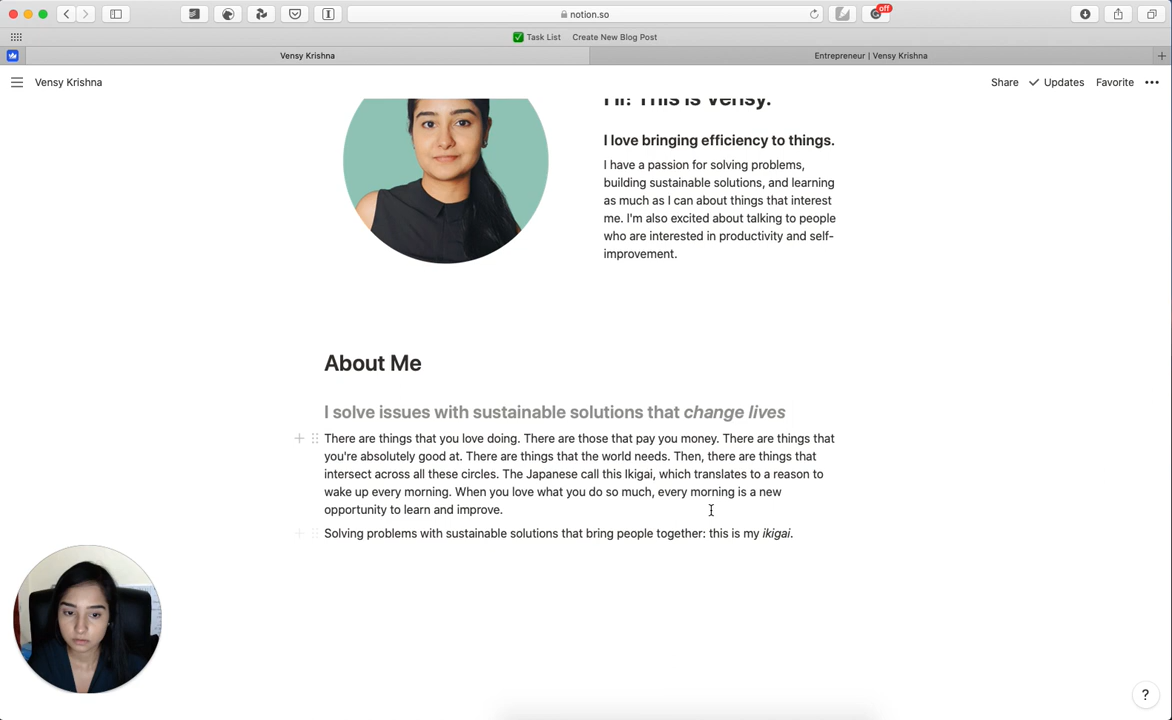 off
notion.so
Task List Create New Blog Post
Vensy Krishna
Entrepreneur | Vensy Krishna
Vensy Krishna
Share Updates Favorite
Hi! This is Vensy.
I love bringing efficiency to things.
I have a passion for solving problems,
building sustainable solutions, and learning
as much as I can about things that interest
me. I'm also excited about talking to people
who are interested in productivity and self-
improvement.
About Me
I solve issues with sustainable solutions that change lives
There are things that you love doing. There are those that pay you money. There are things that
you're absolutely good at. There are things that the world needs. Then, there are things that
intersect across all these circles. The Japanese call this Ikigai, which translates to a reason to
wake up every morning. When you love what you do so much, every morning is a new
opportunity to learn and improve.
Solving problems with sustainable solutions that bring people together: this is my ikigai.
?